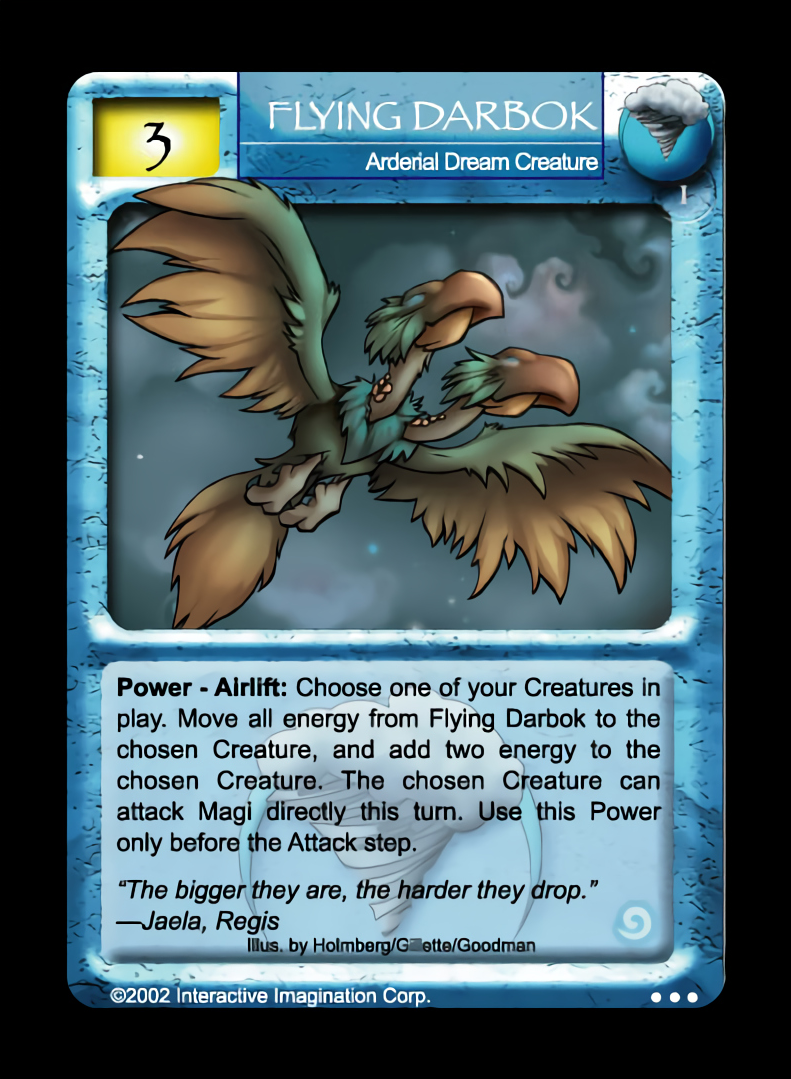 3
FLYING DARBOK
Arderial Dream Creature
I
Power - Airlift: Choose one of your Creatures in
play. Move all energy from Flying Darbok to the
chosen Creature, and add two energy to the
chosen Creature. The chosen Creature can
attack Magi directly this turn. Use this Power
only before the Attack step.
“The bigger they are, the harder they drop.”
—Jaela, Regis
Illus. by Holmberg/Gillette/Goodman
©2002 Interactive Imagination Corp.